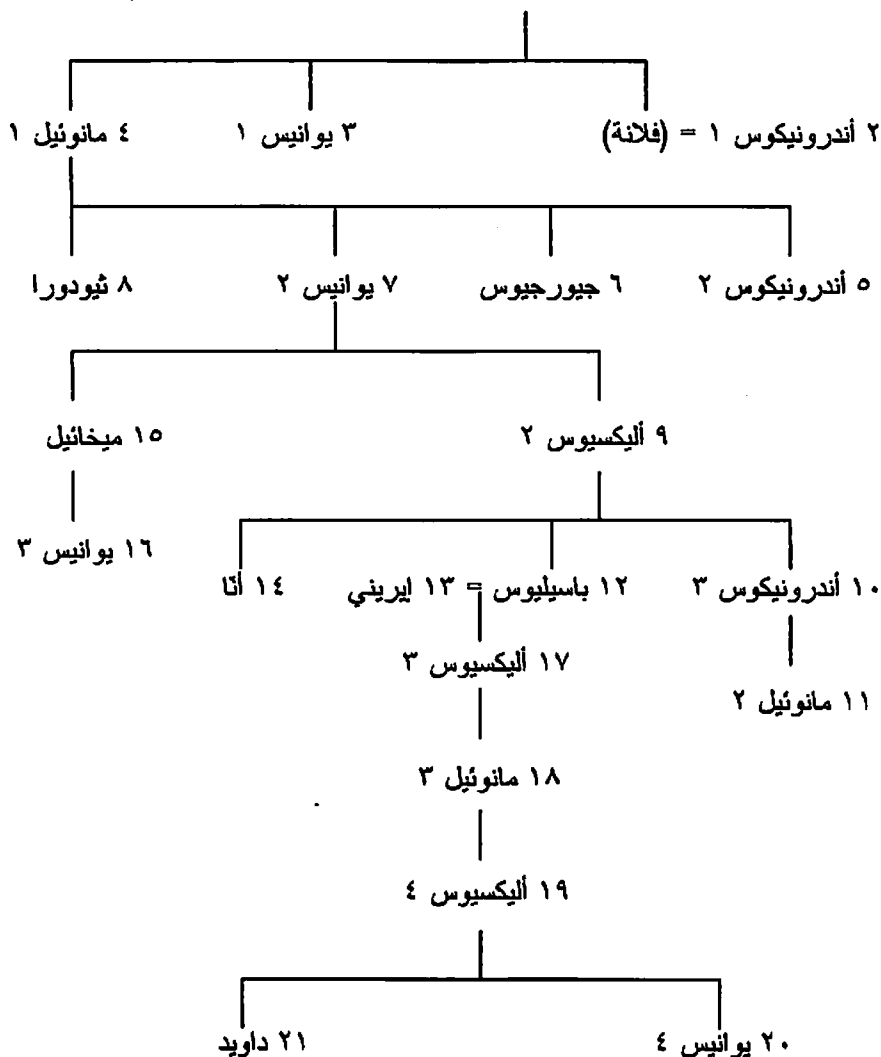 ٢ أندرونيكوس ١ = (فلانة) ٣ يوانيس ١ ٤ مانوئيل ١
٥ أندرونيكوس ٢ ٦ جيورجيوس ٧ يوانيس ٢ ٨ ثيودورا
٩ أليكسيوس ٢ ١٥ ميخائيل
١٦ يوانيس ٣
١٠ أندرونيكوس ٣ ١٢ باسيليوس = ١٣ إيريني ١٤ أنّا
١٧ أليكسيوس ٣
١١ مانوئيل ٢
١٨ مانوئيل ٣
١٩ أليكسيوس ٤
٢٠ يوانيس ٤ ٢١ داويد